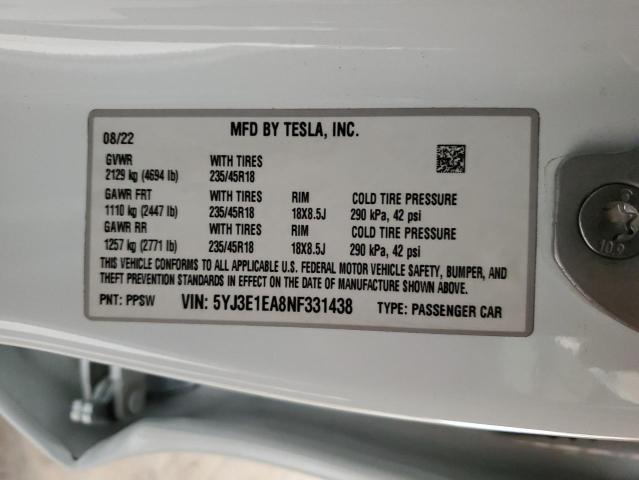 08/22 MFD BY TESLA, INC.
GVWR WITH TIRES
2129 kg (4694 lb) 235/45R18
GAWR FRT WITH TIRES RIM COLD TIRE PRESSURE
1110 kg (2447 lb) 235/45R18 18X8.5J 290 kPa, 42 psi
GAWR RR WITH TIRES RIM COLD TIRE PRESSURE
1257 kg (2771 lb) 235/45R18 18X8.5J 290 kPa, 42 psi
THIS VEHICLE CONFORMS TO ALL APPLICABLE U.S. FEDERAL MOTOR VEHICLE SAFETY, BUMPER, AND
THEFT PREVENTION STANDARDS IN EFFECT ON THE DATE OF MANUFACTURE SHOWN ABOVE.
PNT: PPSW VIN: 5YJ3E1EA8NF331438 TYPE: PASSENGER CAR
10.9